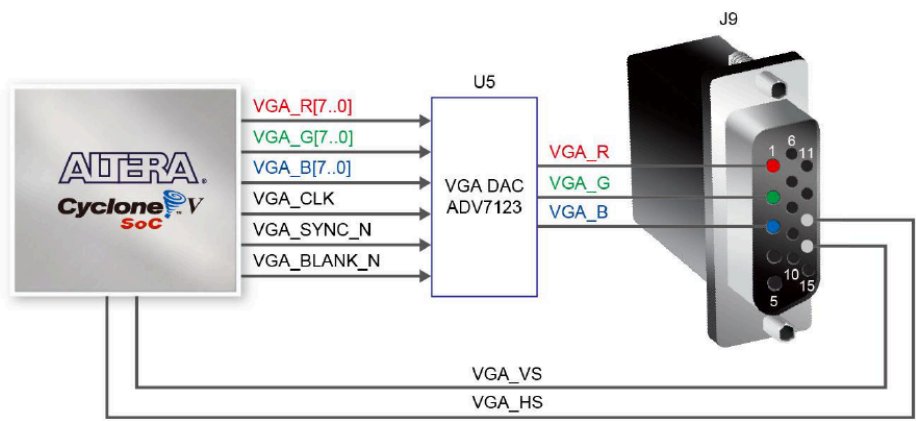 J9
U5
VGA_R[7..0]
VGA_G[7..0]
VGA_B[7..0]
VGA_CLK
VGA_SYNC_N
VGA_BLANK_N
ALTERA.
Cyclone V
SoC
VGA DAC
ADV7123
VGA_R
VGA_G
VGA_B
1
6
11
10
15
5
VGA_VS
VGA_HS